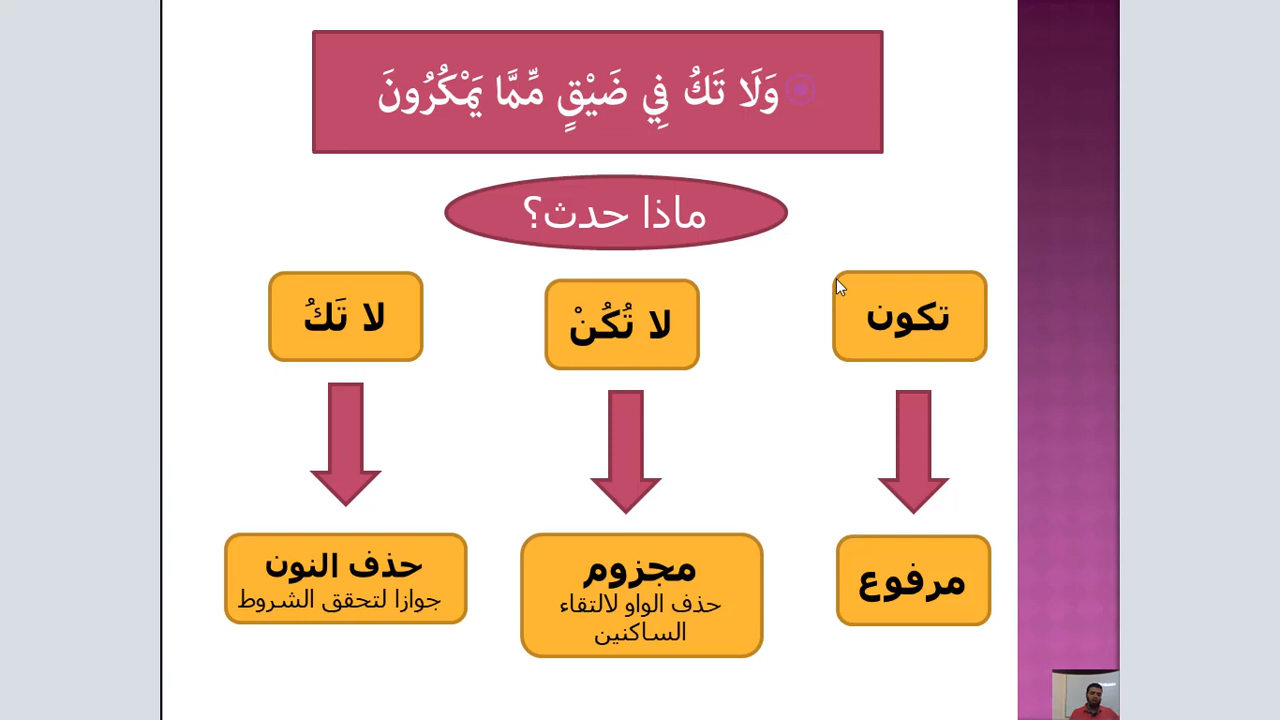 وَلَا تَكُ فِي ضَيْقٍ مِّمَّا يَمْكُرُونَ
ماذا حدث؟
تكون
لا تُكُنْ
لا تَكُ
مرفوع
مجزوم
حذف الواو لالتقاء
الساكنين
حذف النون
جوازا لتحقق الشروط